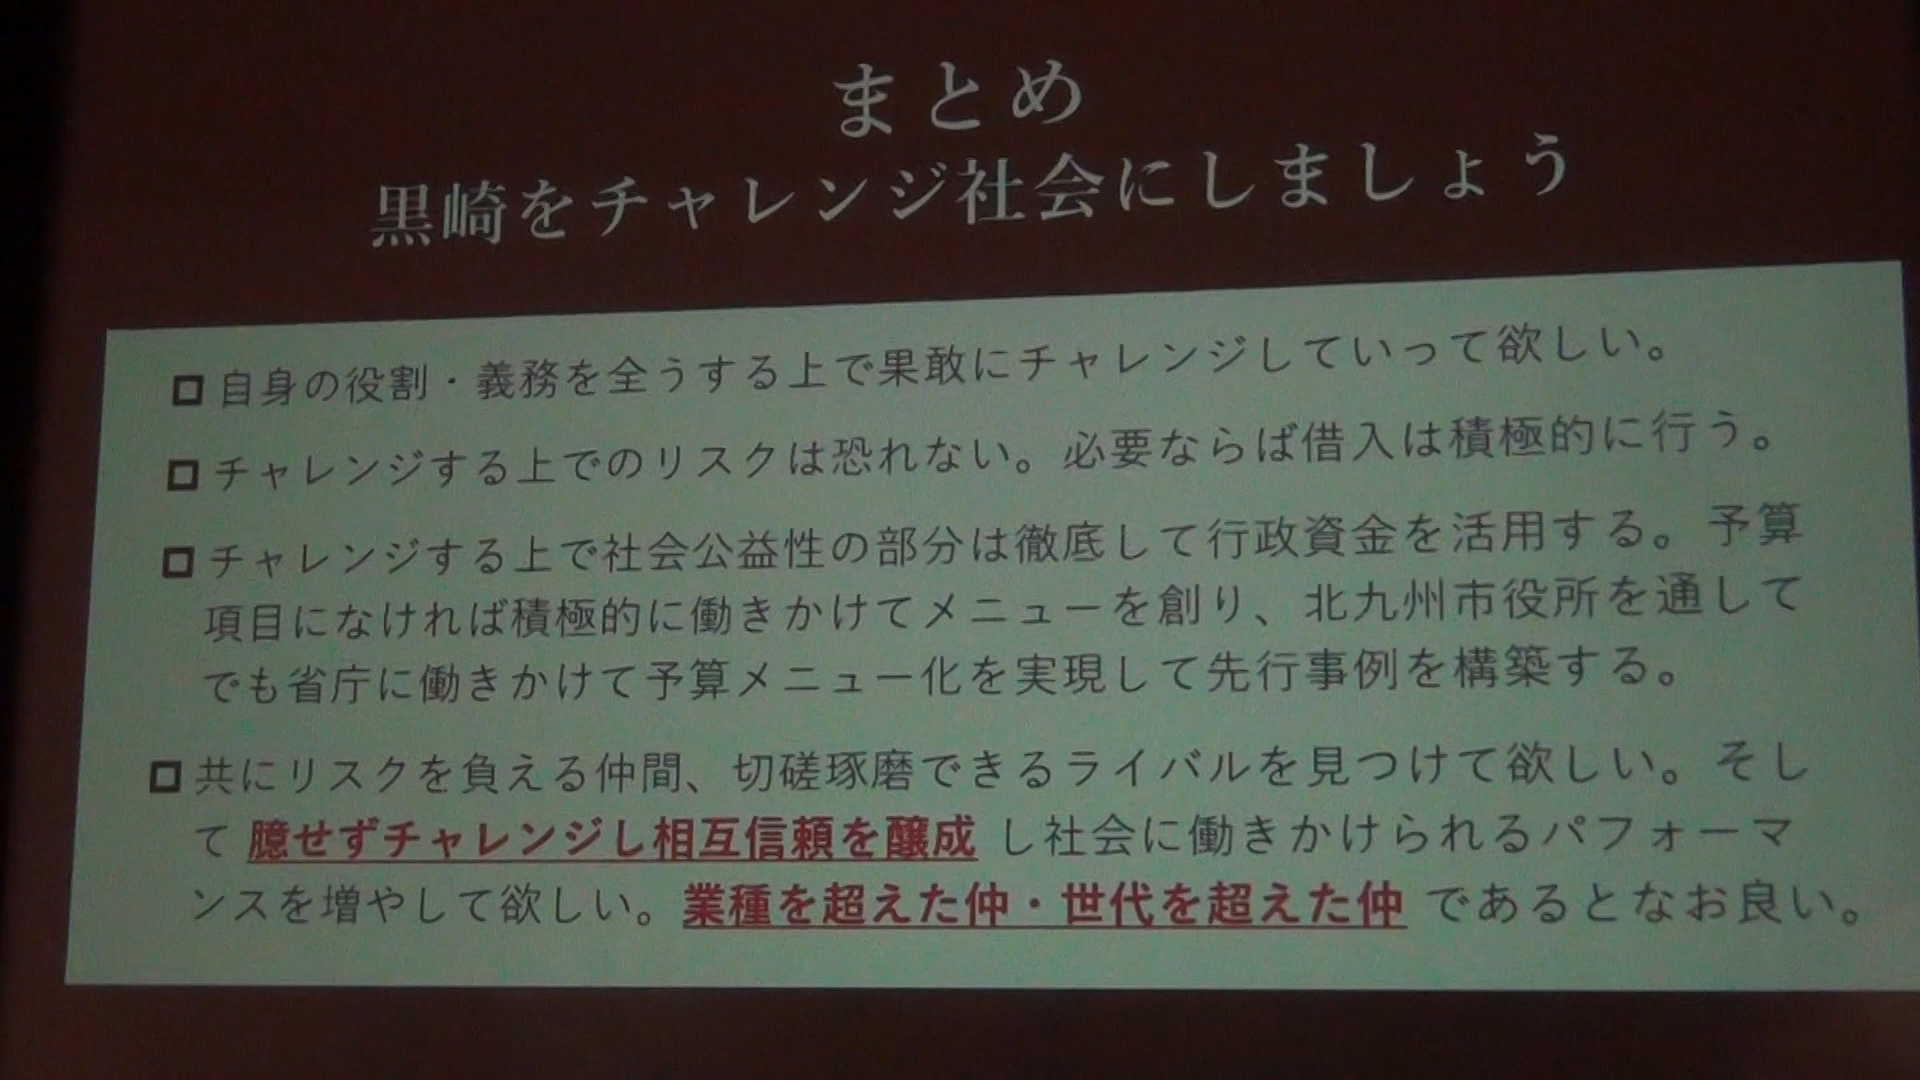 まとめ
黒崎をチャレンジ社会にしましょう
自身の役割・義務を全うする上で果敢にチャレンジしていって欲しい。
チャレンジする上でのリスクは恐れない。必要ならば借入は積極的に行う。
チャレンジする上で社会公益性の部分は徹底して行政資金を活用する。予算
項目になければ積極的に働きかけてメニューを創り、北九州市役所を通して
でも省庁に働きかけて予算メニュー化を実現して先行事例を構築する。
共にリスクを負える仲間、切磋琢磨できるライバルを見つけて欲しい。そし
て 臆せずチャレンジし相互信頼を醸成 し社会に働きかけられるパフォーマ
ンスを増やして欲しい。業種を超えた仲・世代を超えた仲 であるとなお良い。